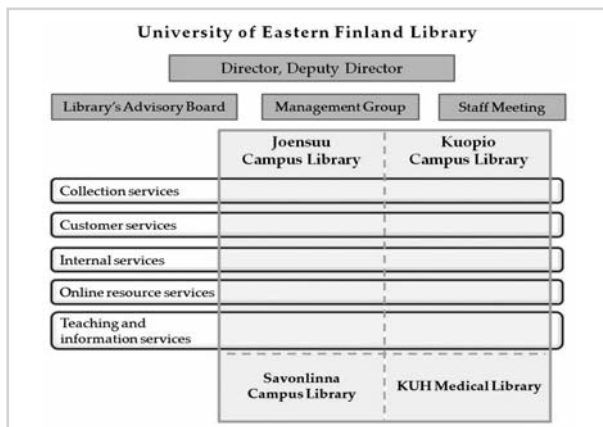 University of Eastern Finland Library
Director, Deputy Director
Library's Advisory Board
Management Group
Staff Meeting
Joensuu
Campus Library
Kuopio
Campus Library
Collection services
Customer services
Internal services
Online resource services
Teaching and
information services
Savonlinna
Campus Library
KUH Medical Library